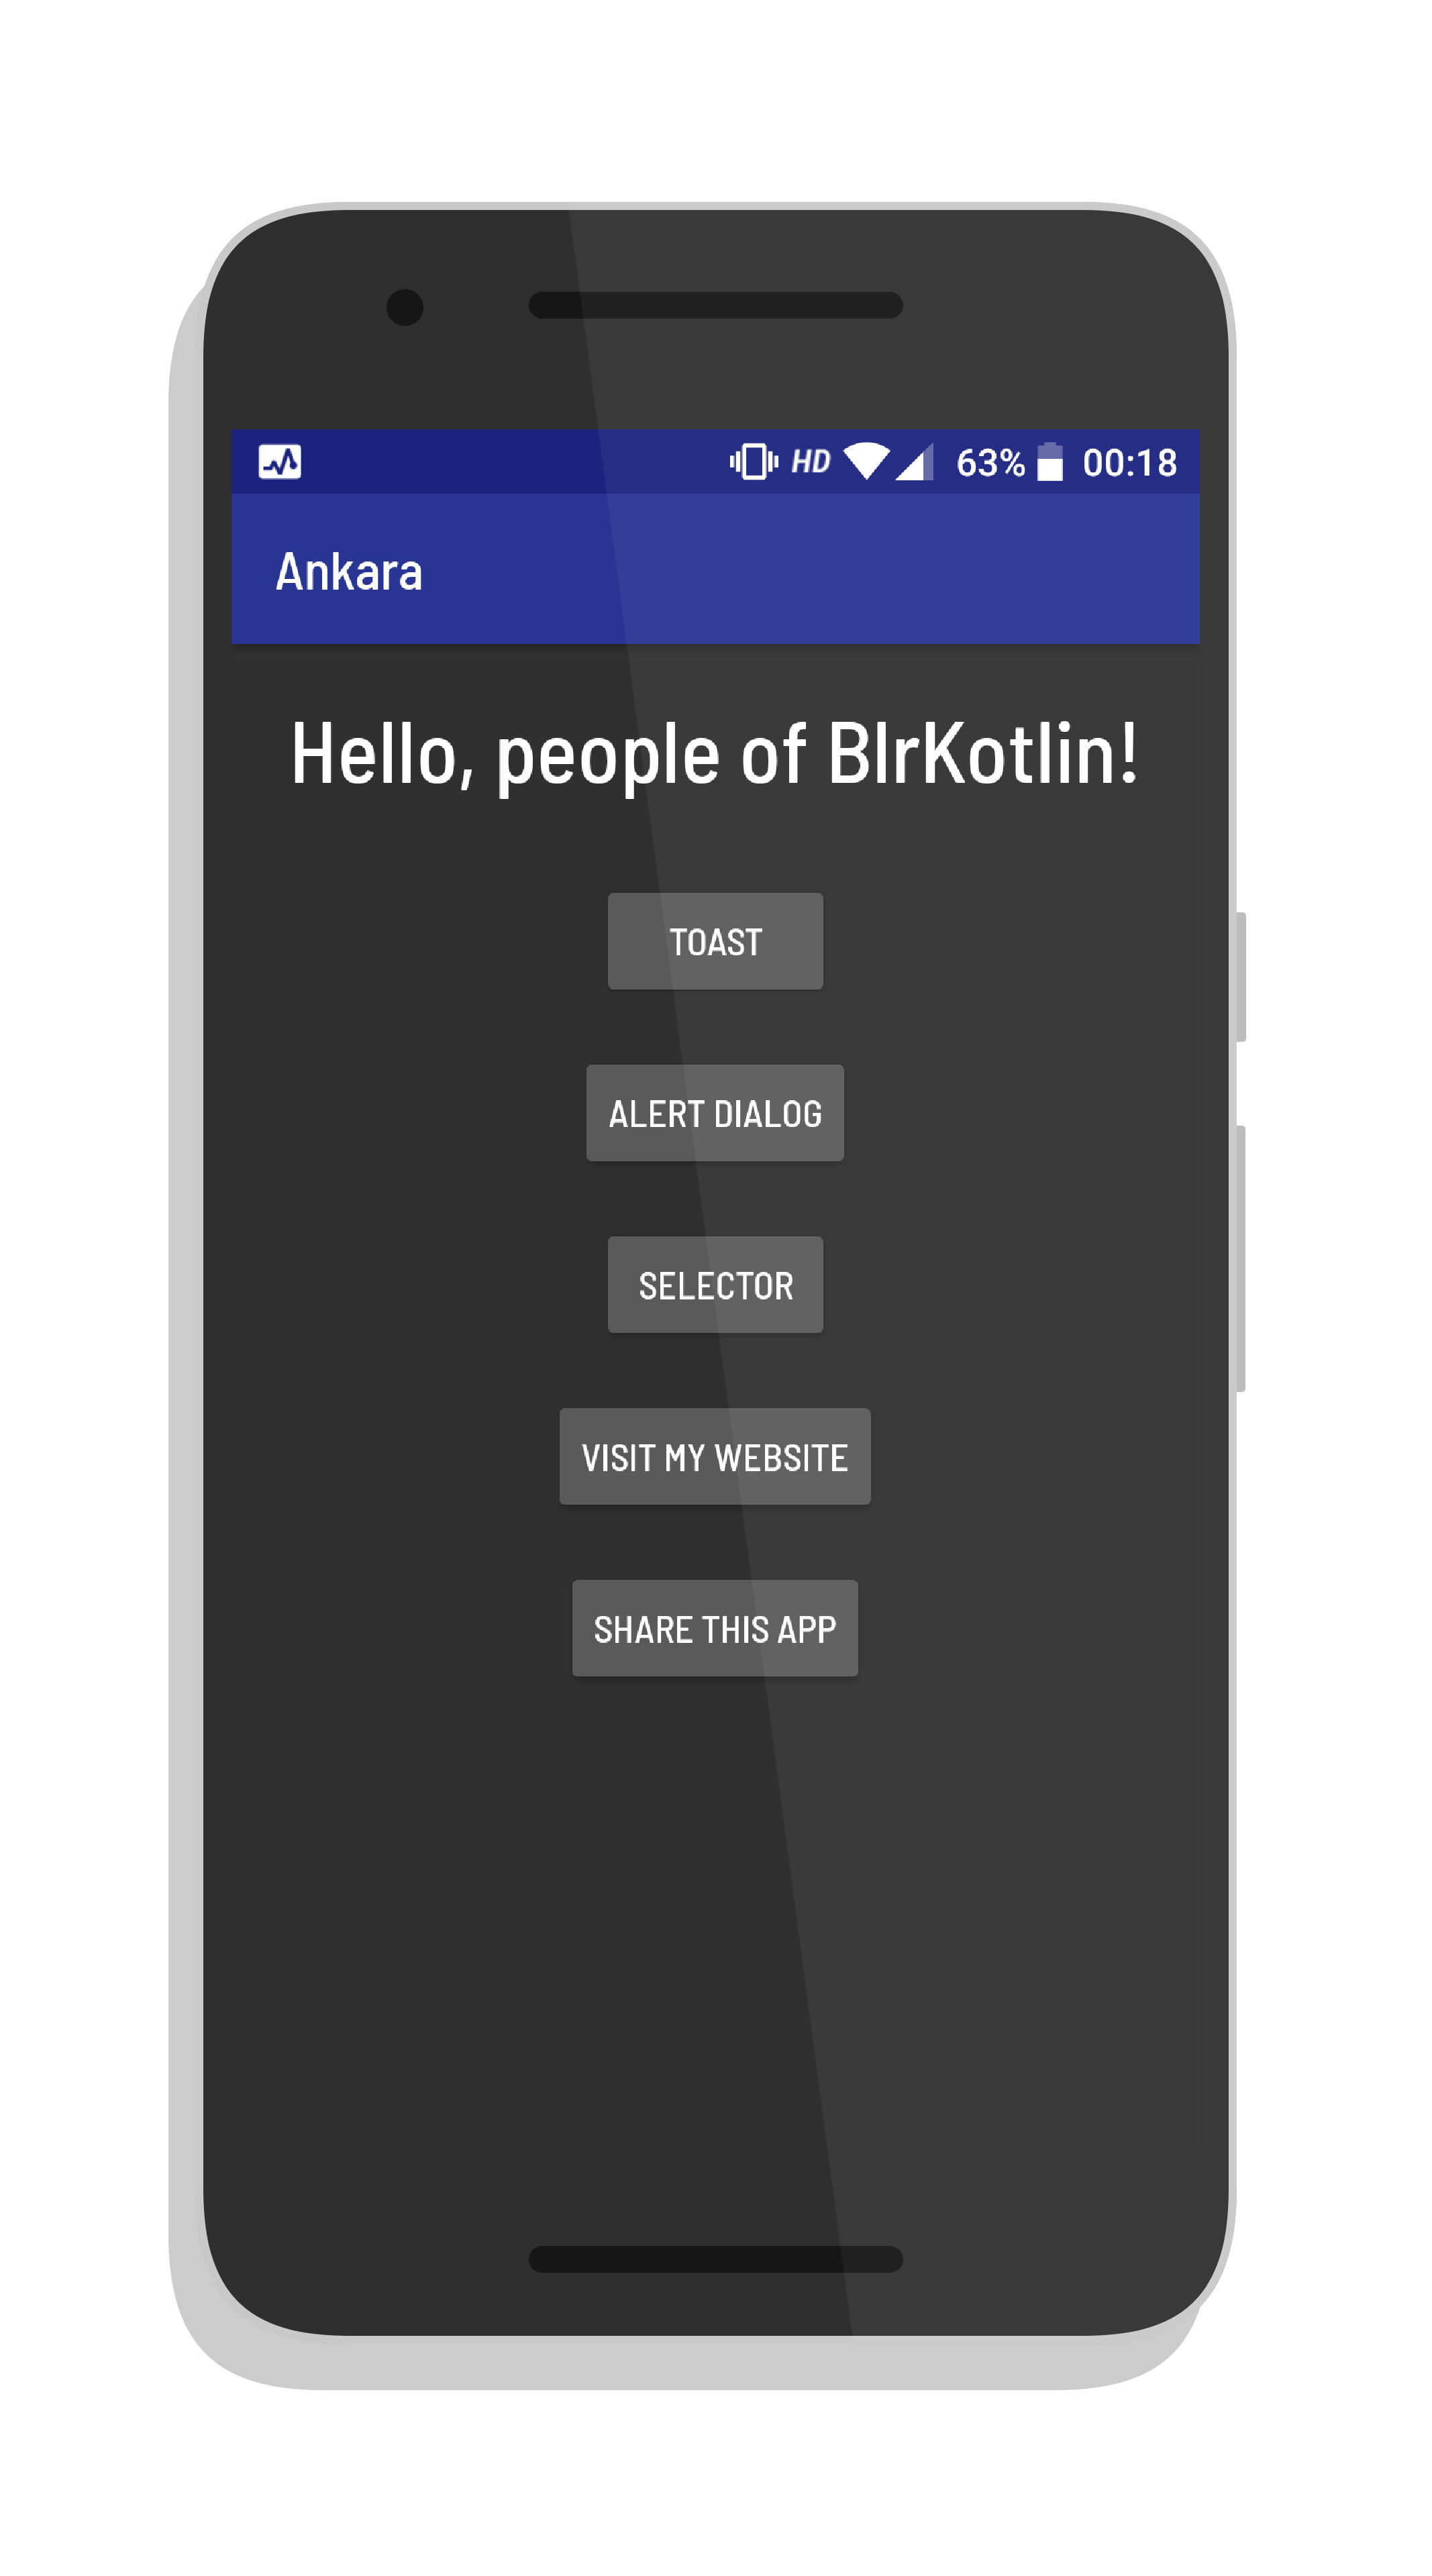 HD 63% 00:18
Ankara
Hello, people of BlrKotlin!
TOAST
ALERT DIALOG
SELECTOR
VISIT MY WEBSITE
SHARE THIS APP